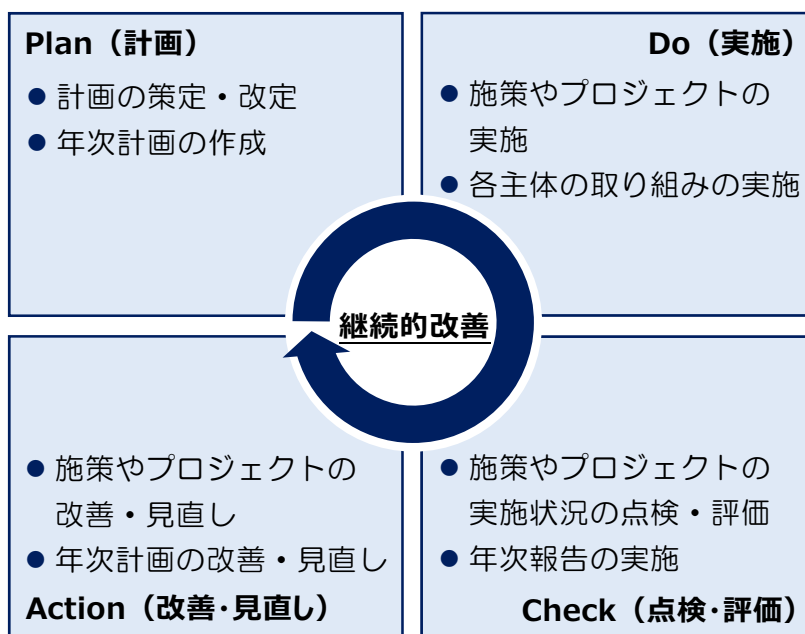 Plan（計画）
● 計画の策定・改定
● 年次計画の作成
Do（実施）
● 施策やプロジェクトの
実施
● 各主体の取り組みの実施
継続的改善
● 施策やプロジェクトの
改善・見直し
● 年次計画の改善・見直し
Action（改善･見直し）
● 施策やプロジェクトの
実施状況の点検・評価
● 年次報告の実施
Check（点検･評価）